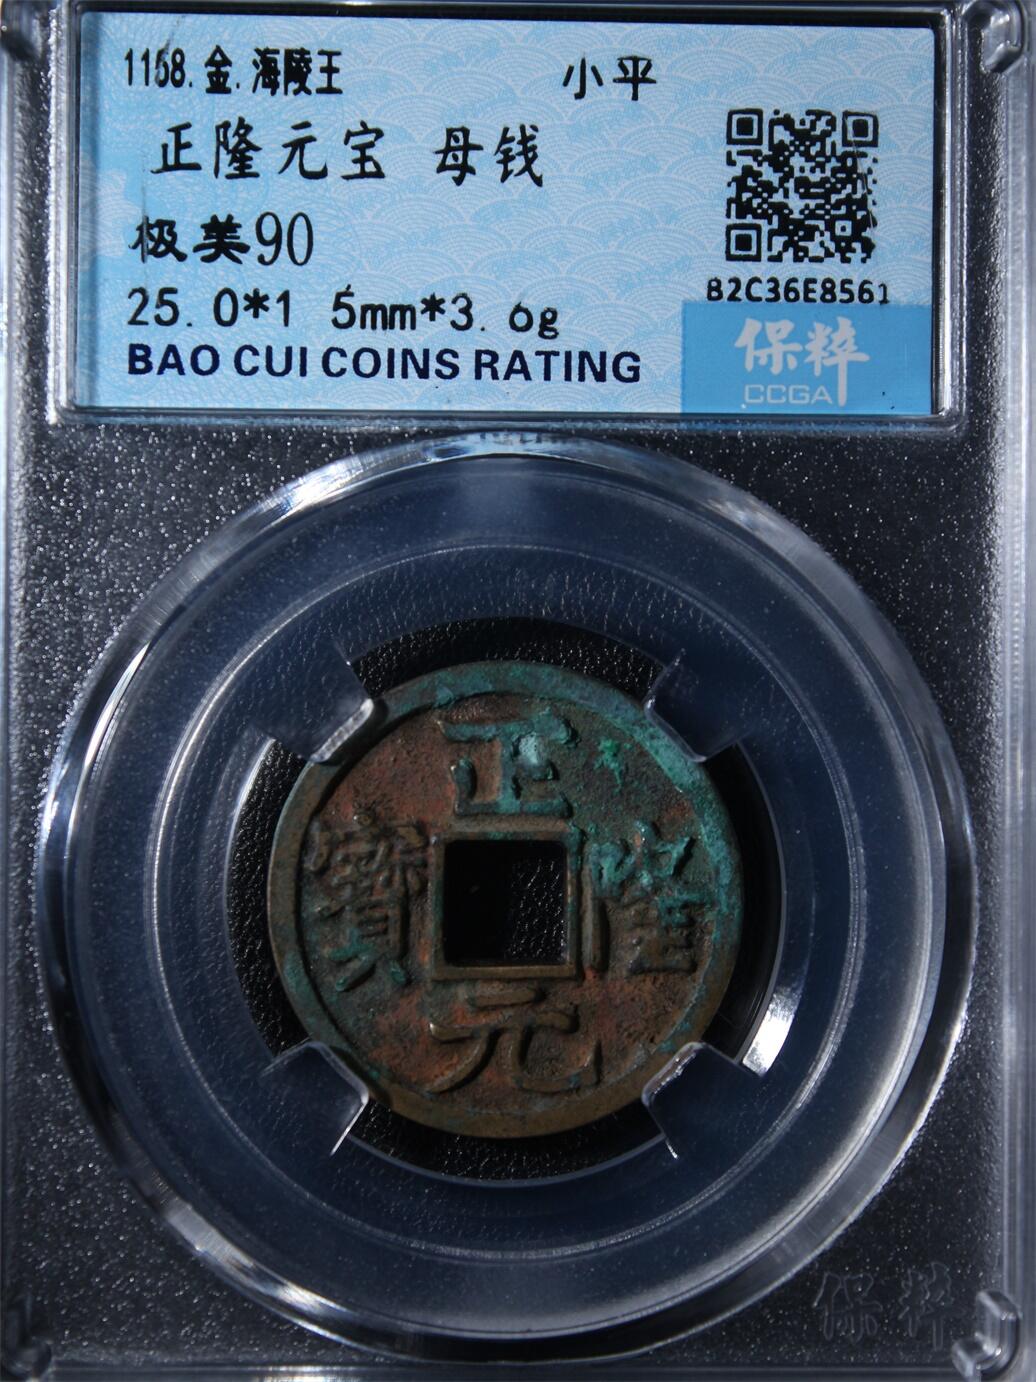 1158.金.海陵王 小平
正隆元宝 母钱
极美90
25.0*1 5mm*3.6g
B2C36E8561
BAO CUI COINS RATING
保粹
CCGA
正
寶 隆
元
保粹